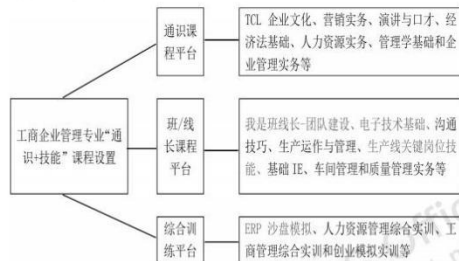 通识课
程平台
TCL 企业文化、营销实务、演讲与口才、经
济法基础、人力资源实务、管理学基础和企
业管理实务等
工商企业管理专业“通
识+技能”课程设置
班/线
长课程
平台
我是班线长-团队建设、电子技术基础、沟通
技巧、生产运作与管理、生产线关键岗位技
能、基础 IE、车间管理和质量管理实务等
综合训
练平台
ERP 沙盘模拟、人力资源管理综合实训、工
商管理综合实训和创业模拟实训等